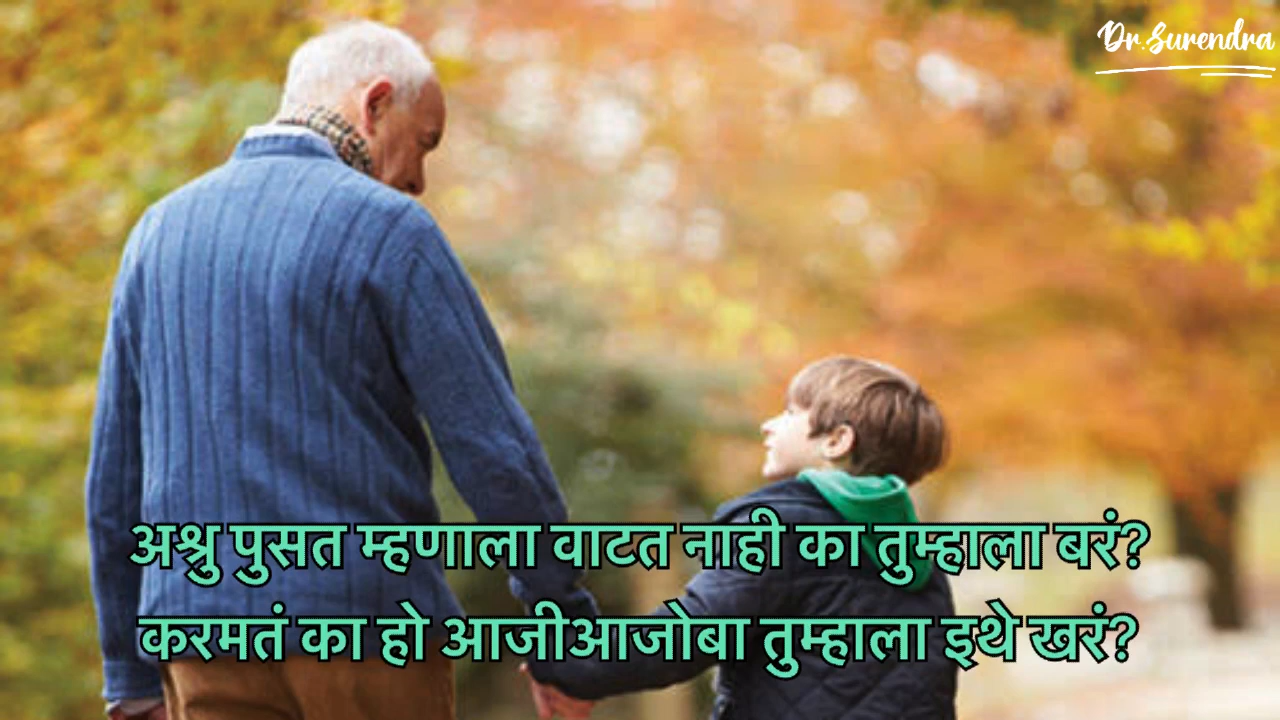 Dr.Surendra
अश्रु पुसत म्हणाला वाटत नाही का तुम्हाला बरं?
करमतं का हो आजीआजोबा तुम्हाला इथे खरं?